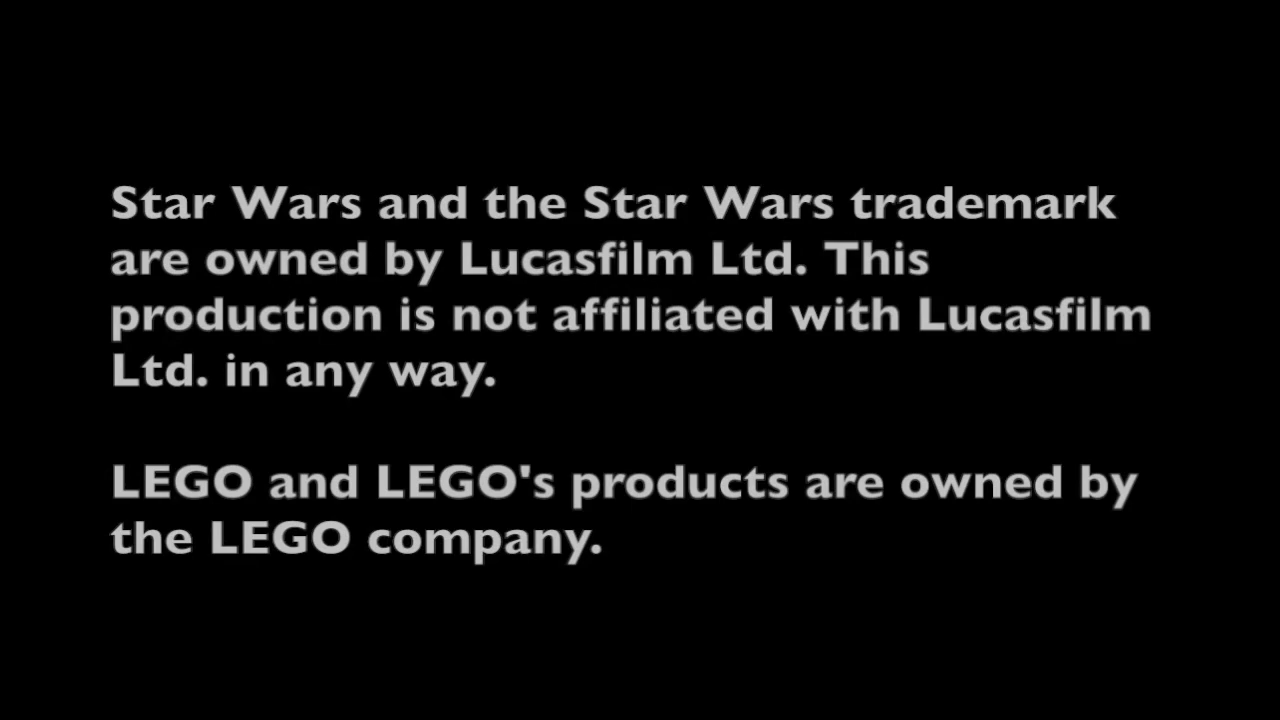 Star Wars and the Star Wars trademark
are owned by Lucasfilm Ltd. This
production is not affiliated with Lucasfilm
Ltd. in any way.
LEGO and LEGO's products are owned by
the LEGO company.